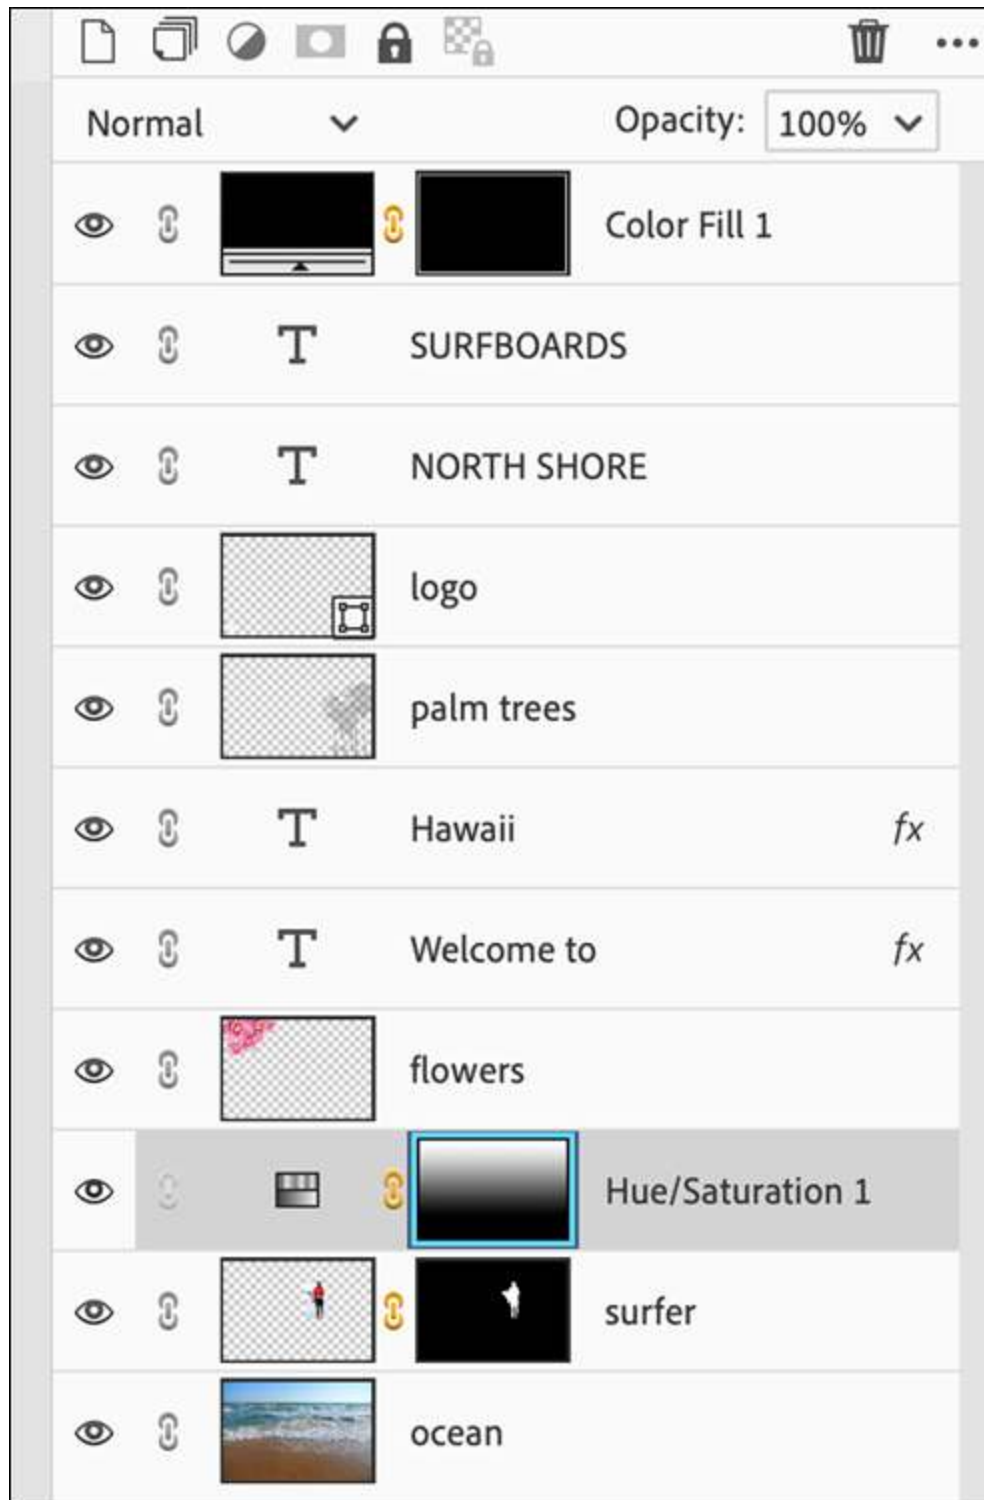 Normal
Opacity: 100%
Color Fill 1
T SURFBOARDS
T NORTH SHORE
logo
palm trees
T Hawaii fx
T Welcome to fx
flowers
Hue/Saturation 1
surfer
ocean